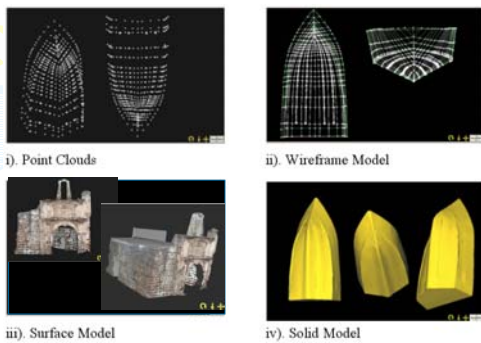 i). Point Clouds
ii). Wireframe Model
iii). Surface Model
iv). Solid Model